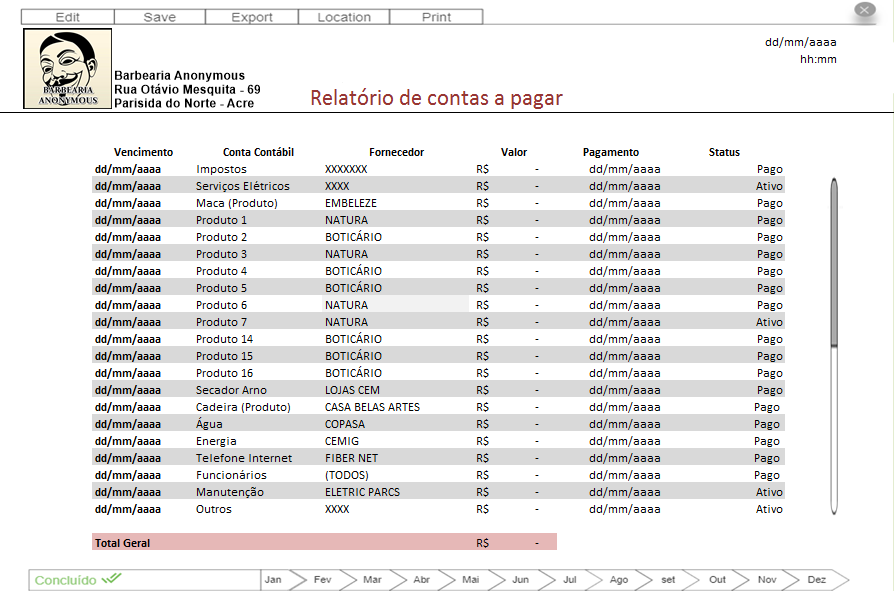 Edit Save Export Location Print
dd/mm/aaaa
hh:mm
BARBEARIA
ANONYMOUS
Barbearia Anonymous
Rua Otávio Mesquita - 69
Parisida do Norte - Acre
Relatório de contas a pagar
Vencimento Conta Contábil Fornecedor Valor Pagamento Status
dd/mm/aaaa Impostos XXXXXXX R$ - dd/mm/aaaa Pago
dd/mm/aaaa Serviços Elétricos XXXX R$ - dd/mm/aaaa Ativo
dd/mm/aaaa Maca (Produto) EMBELEZE R$ - dd/mm/aaaa Pago
dd/mm/aaaa Produto 1 NATURA R$ - dd/mm/aaaa Pago
dd/mm/aaaa Produto 2 BOTICÁRIO R$ - dd/mm/aaaa Pago
dd/mm/aaaa Produto 3 NATURA R$ - dd/mm/aaaa Pago
dd/mm/aaaa Produto 4 BOTICÁRIO R$ - dd/mm/aaaa Pago
dd/mm/aaaa Produto 5 BOTICÁRIO R$ - dd/mm/aaaa Pago
dd/mm/aaaa Produto 6 NATURA R$ - dd/mm/aaaa Pago
dd/mm/aaaa Produto 7 NATURA R$ - dd/mm/aaaa Ativo
dd/mm/aaaa Produto 14 BOTICÁRIO R$ - dd/mm/aaaa Pago
dd/mm/aaaa Produto 15 BOTICÁRIO R$ - dd/mm/aaaa Pago
dd/mm/aaaa Produto 16 BOTICÁRIO R$ - dd/mm/aaaa Pago
dd/mm/aaaa Secador Arno LOJAS CEM R$ - dd/mm/aaaa Pago
dd/mm/aaaa Cadeira (Produto) CASA BELAS ARTES R$ - dd/mm/aaaa Pago
dd/mm/aaaa Água COPASA R$ - dd/mm/aaaa Pago
dd/mm/aaaa Energia CEMIG R$ - dd/mm/aaaa Pago
dd/mm/aaaa Telefone Internet FIBER NET R$ - dd/mm/aaaa Pago
dd/mm/aaaa Funcionários (TODOS) R$ - dd/mm/aaaa Pago
dd/mm/aaaa Manutenção ELETRIC PARCS R$ - dd/mm/aaaa Ativo
dd/mm/aaaa Outros XXXX R$ - dd/mm/aaaa Ativo
Total Geral R$ -
Concluído Jan Fev Mar Abr Mai Jun Jul Ago set Out Nov Dez